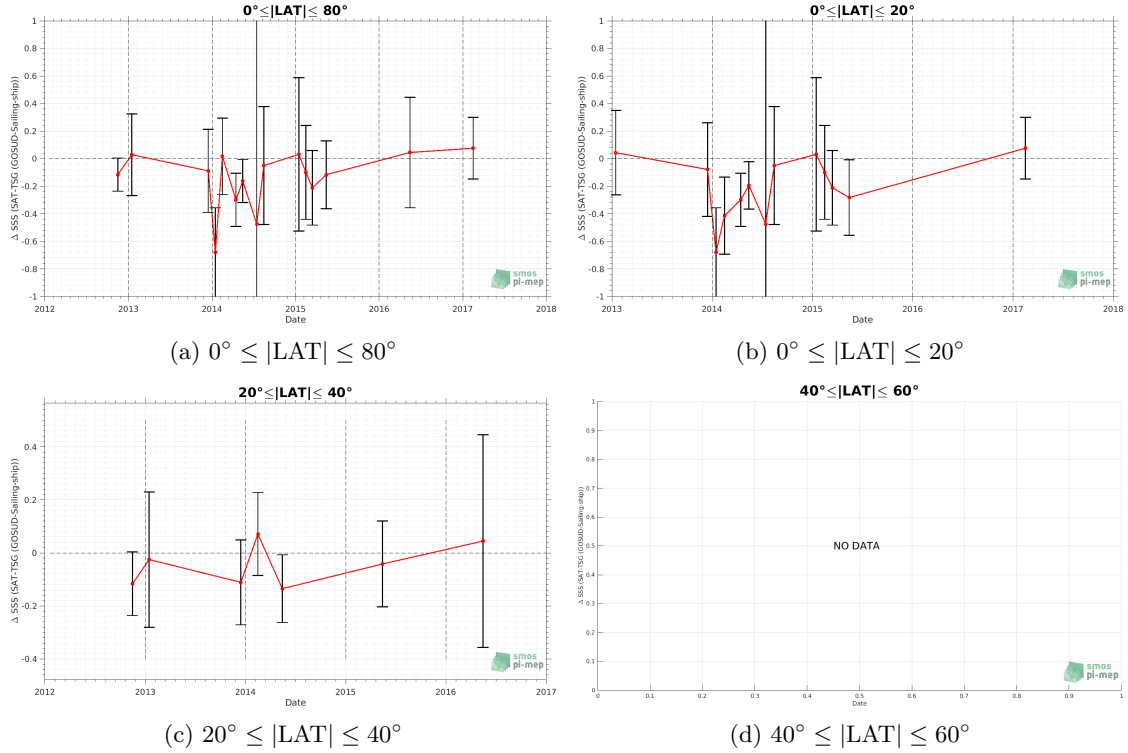 0°≤|LAT|≤ 80°
Δ SSS (SAT-TSG (GOSUD-Sailing-ship))
1
0.8
0.6
0.4
0.2
0
-0.2
-0.4
-0.6
-0.8
-1
2012 2013 2014 2015 2016 2017 2018
Date
smos
pi-mep
(a) 0° ≤ |LAT| ≤ 80°
0°≤|LAT|≤ 20°
Δ SSS (SAT-TSG (GOSUD-Sailing-ship))
1
0.8
0.6
0.4
0.2
0
-0.2
-0.4
-0.6
-0.8
-1
2013 2014 2015 2016 2017 2018
Date
smos
pi-mep
(b) 0° ≤ |LAT| ≤ 20°
20°≤|LAT|≤ 40°
Δ SSS (SAT-TSG (GOSUD-Sailing-ship))
0.4
0.2
0
-0.2
-0.4
2012 2013 2014 2015 2016 2017
Date
smos
pi-mep
(c) 20° ≤ |LAT| ≤ 40°
40°≤|LAT|≤ 60°
Δ SSS (SAT-TSG (GOSUD-Sailing-ship))
1
0.9
0.8
0.7
0.6
0.5
0.4
0.3
0.2
0.1
0
NO DATA
0 0.1 0.2 0.3 0.4 0.5 0.6 0.7 0.8 0.9 1
Date
smos
pi-mep
(d) 40° ≤ |LAT| ≤ 60°